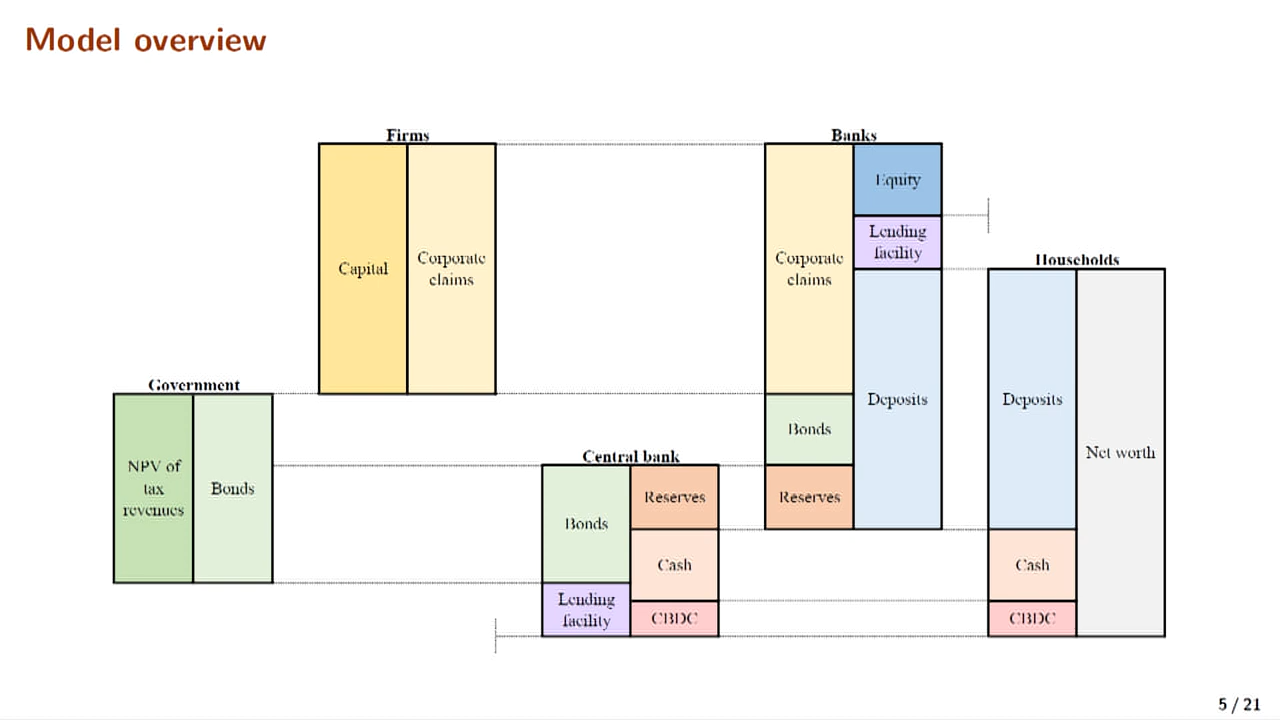 Model overview
Firms
Capital
Corporate
claims
Banks
Corporate
claims
Bonds
Reserves
Equity
Lending
facility
Deposits
Households
Deposits
Cash
CBDC
Net worth
Government
NPV of
tax
revenues
Bonds
Central bank
Bonds
Lending
facility
Reserves
Cash
CBDC
5 / 21